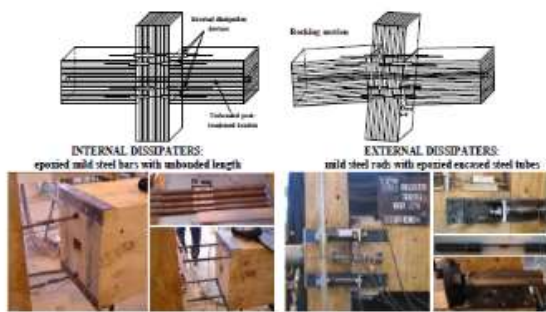 External dissipation
devices
Rocking motion
Unbonded post-
tensioned tendon
INTERNAL DISSIPATERS:
epoxied mild steel bars with unbonded length
EXTERNAL DISSIPATERS:
mild steel rods with epoxied encased steel tubes